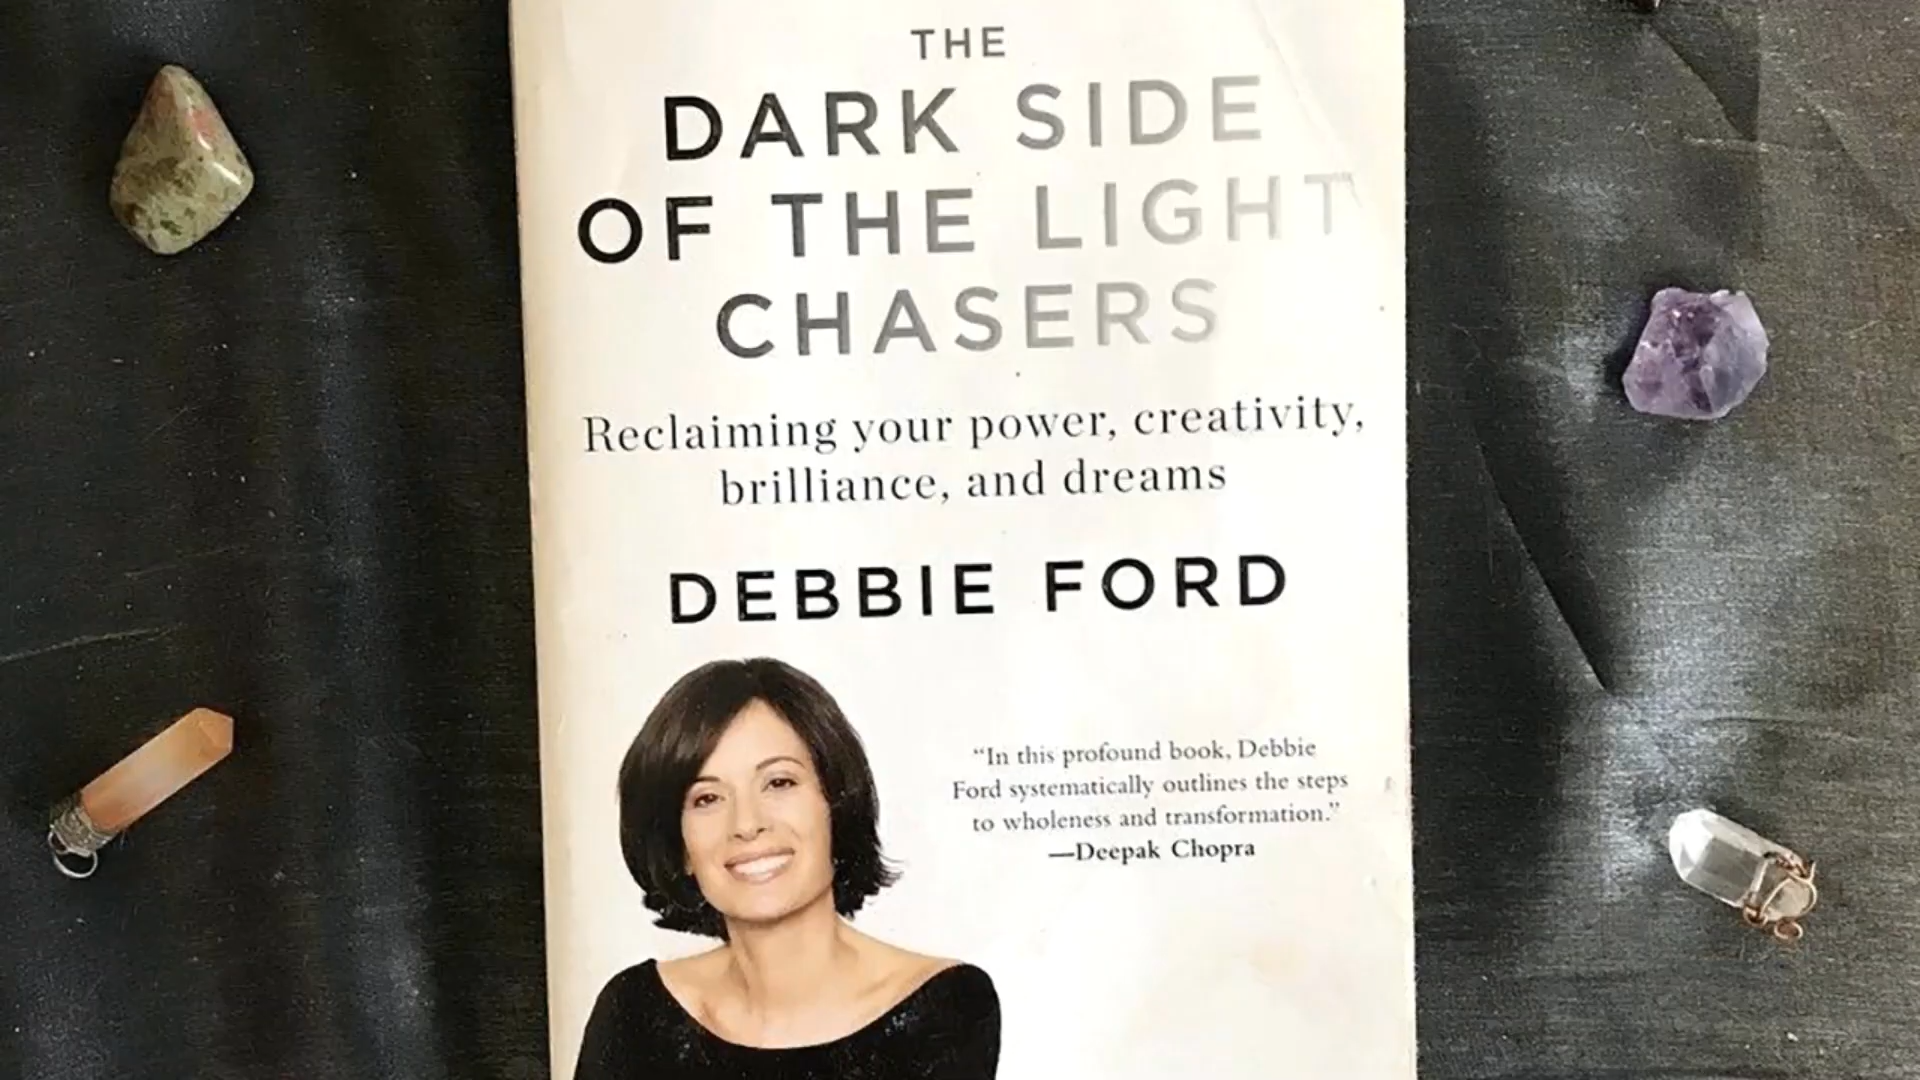 THE
DARK SIDE
OF THE LIGHT
CHASERS
Reclaiming your power, creativity,
brilliance, and dreams
DEBBIE FORD
“In this profound book, Debbie
Ford systematically outlines the steps
to wholeness and transformation.”
—Deepak Chopra